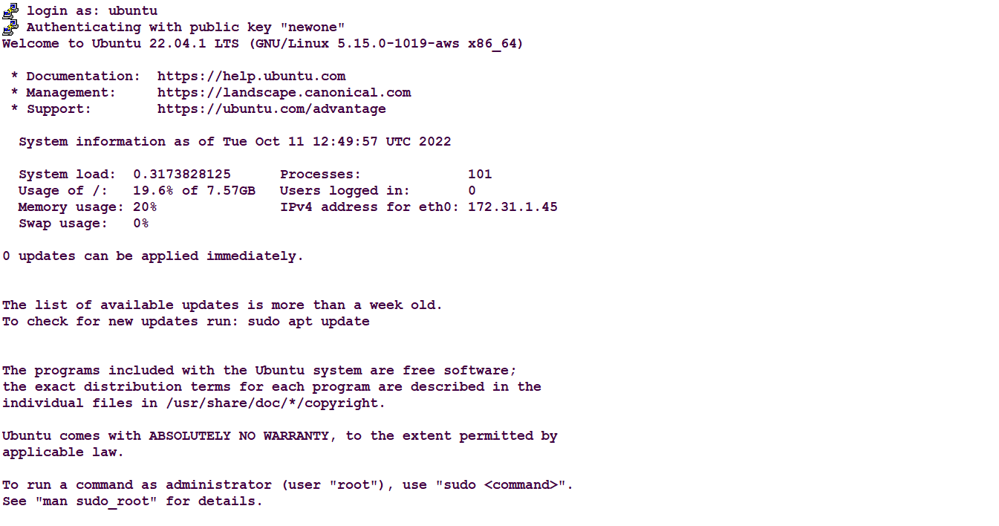 login as: ubuntu
Authenticating with public key "newone"
Welcome to Ubuntu 22.04.1 LTS (GNU/Linux 5.15.0-1019-aws x86_64)
* Documentation:  https://help.ubuntu.com
* Management:     https://landscape.canonical.com
* Support:        https://ubuntu.com/advantage
System information as of Tue Oct 11 12:49:57 UTC 2022
System load:  0.3173828125      Processes:             101
Usage of /:   19.6% of 7.57GB   Users logged in:       0
Memory usage: 20%               IPv4 address for eth0: 172.31.1.45
Swap usage:   0%
0 updates can be applied immediately.
The list of available updates is more than a week old.
To check for new updates run: sudo apt update
The programs included with the Ubuntu system are free software;
the exact distribution terms for each program are described in the
individual files in /usr/share/doc/*/copyright.
Ubuntu comes with ABSOLUTELY NO WARRANTY, to the extent permitted by
applicable law.
To run a command as administrator (user "root"), use "sudo <command>".
See "man sudo_root" for details.